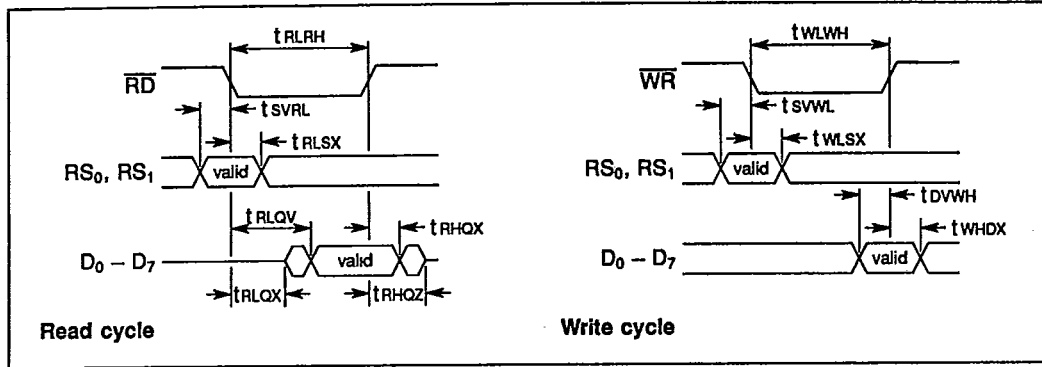 tRLRH
RD
tSVRL
tRLSX
RS0, RS1
valid
tRLQV
tRHQX
D0 – D7
valid
tRLQX
tRHQZ
Read cycle
tWLWH
WR
tSVWL
tWLSX
RS0, RS1
valid
tDVWH
tWHDX
D0 – D7
valid
Write cycle